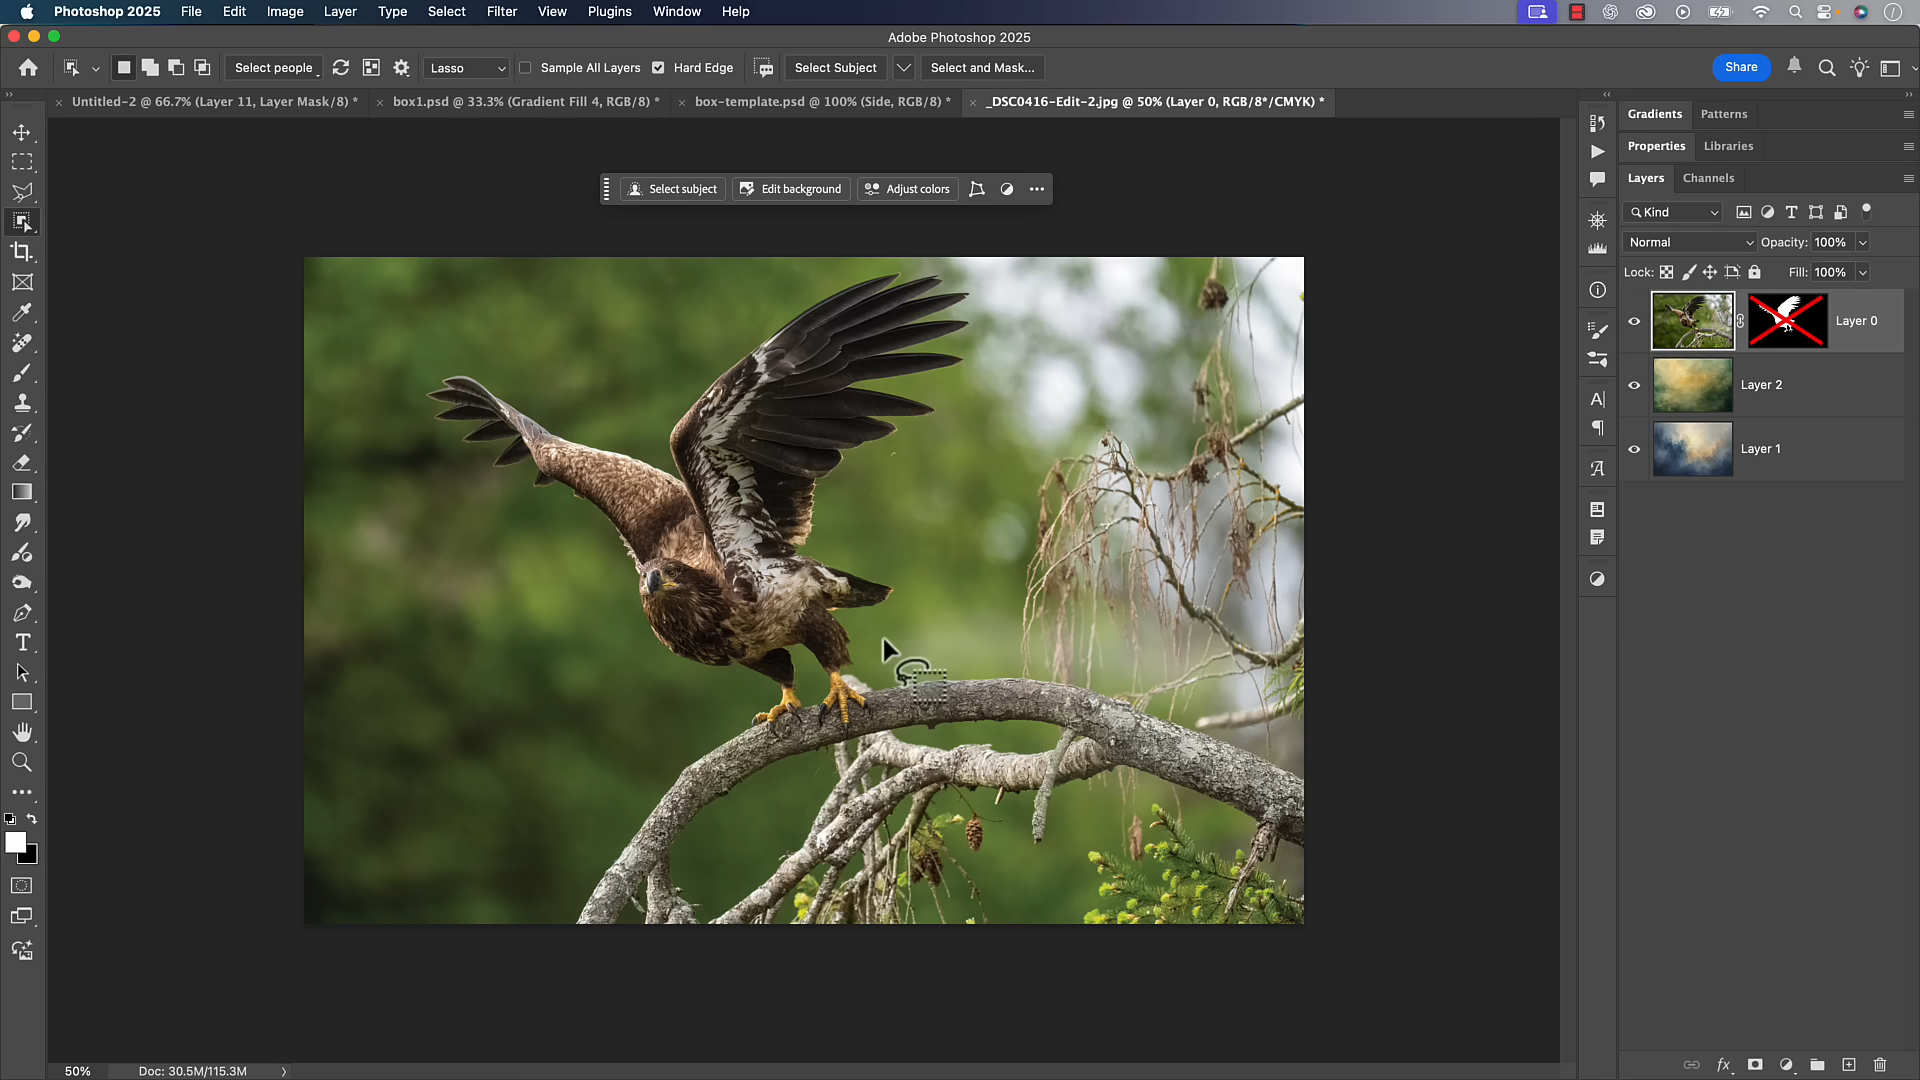 Photoshop 2025 File Edit Image Layer Type Select Filter View Plugins Window Help
Adobe Photoshop 2025
Select people Lasso Sample All Layers Hard Edge Select Subject Select and Mask... Share
Untitled-2 @ 66.7% (Layer 11, Layer Mask/8) * box1.psd @ 33.3% (Gradient Fill 4, RGB/8) * box-template.psd @ 100% (Side, RGB/8) * _DSC0416-Edit-2.jpg @ 50% (Layer 0, RGB/8*/CMYK) *
Gradients Patterns
Properties Libraries
Layers Channels
Select subject Edit background Adjust colors
Kind
Normal Opacity: 100%
Lock: Fill: 100%
Layer 0
Layer 2
Layer 1
50% Doc: 30.5M/115.3M